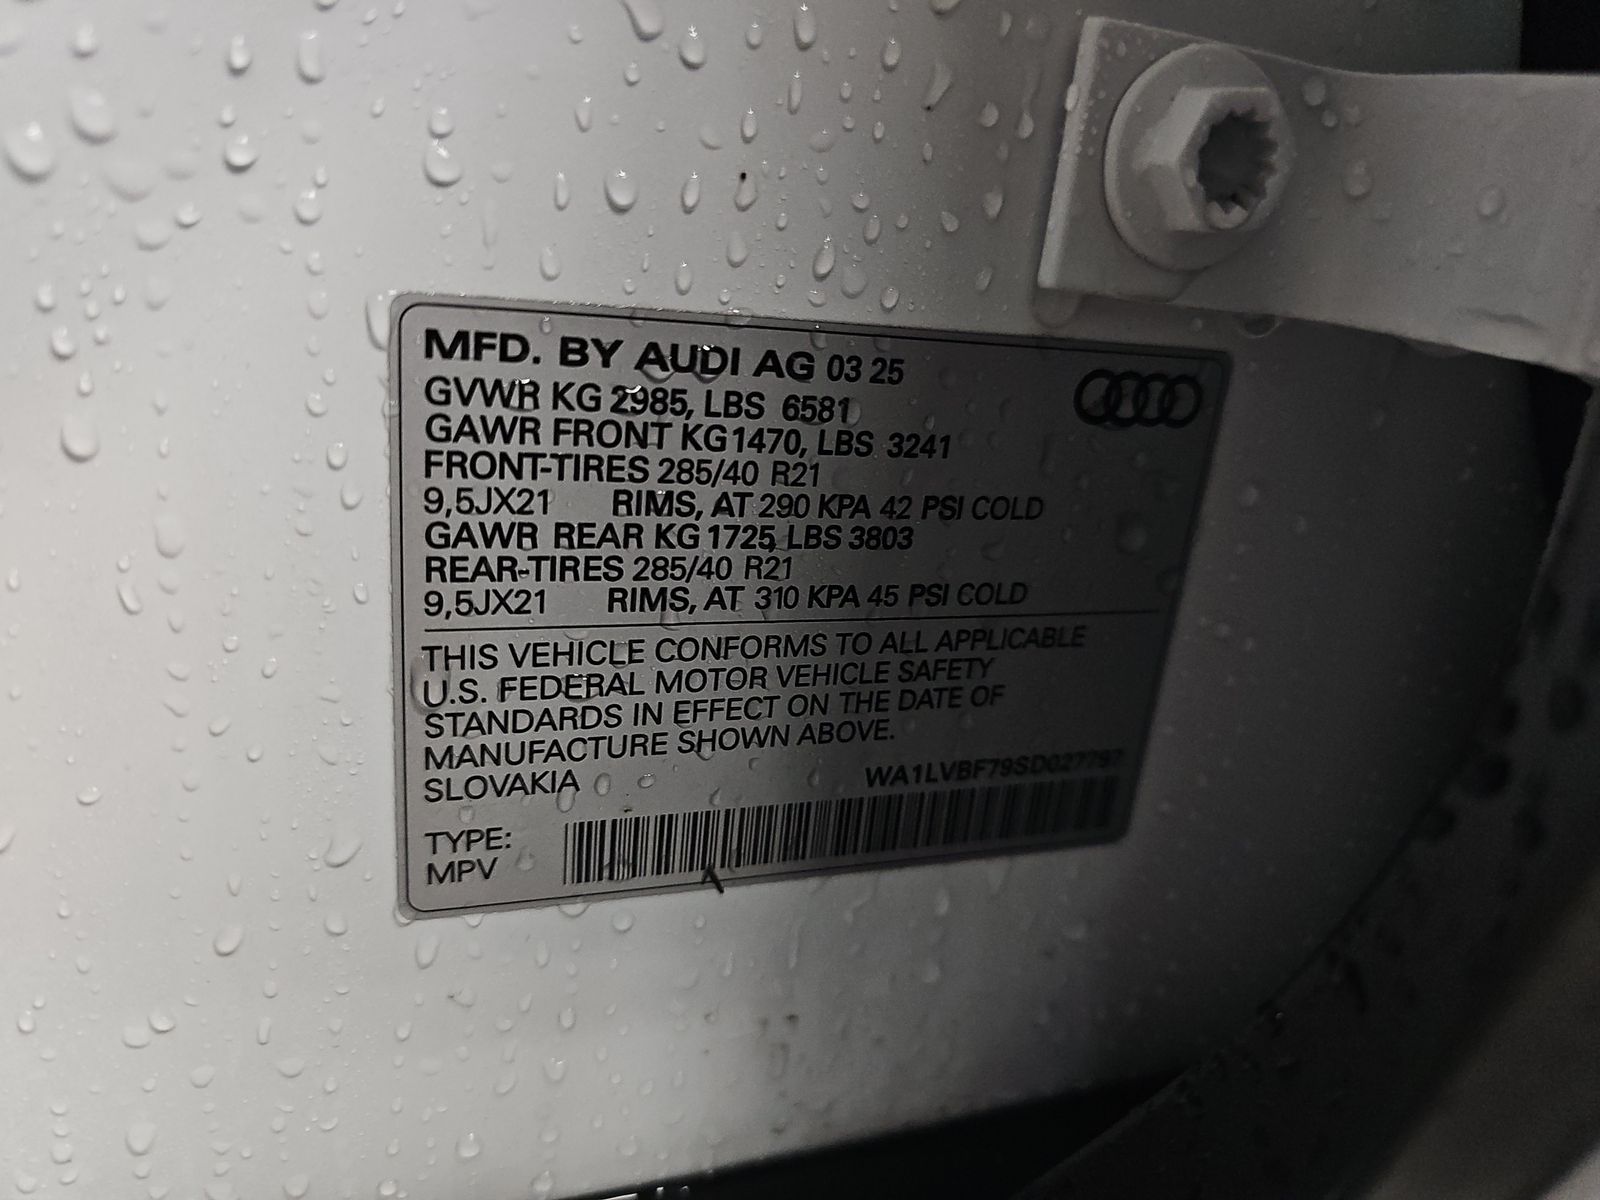 MFD. BY AUDI AG 03 25
GVWR KG 2985, LBS 6581
GAWR FRONT KG1470, LBS 3241
FRONT-TIRES 285/40 R21
9,5JX21 RIMS, AT 290 KPA 42 PSI COLD
GAWR REAR KG 1725, LBS 3803
REAR-TIRES 285/40 R21
9,5JX21 RIMS, AT 310 KPA 45 PSI COLD
THIS VEHICLE CONFORMS TO ALL APPLICABLE
U.S. FEDERAL MOTOR VEHICLE SAFETY
STANDARDS IN EFFECT ON THE DATE OF
MANUFACTURE SHOWN ABOVE.
SLOVAKIA WA1LVBF79SD027797
TYPE:
MPV